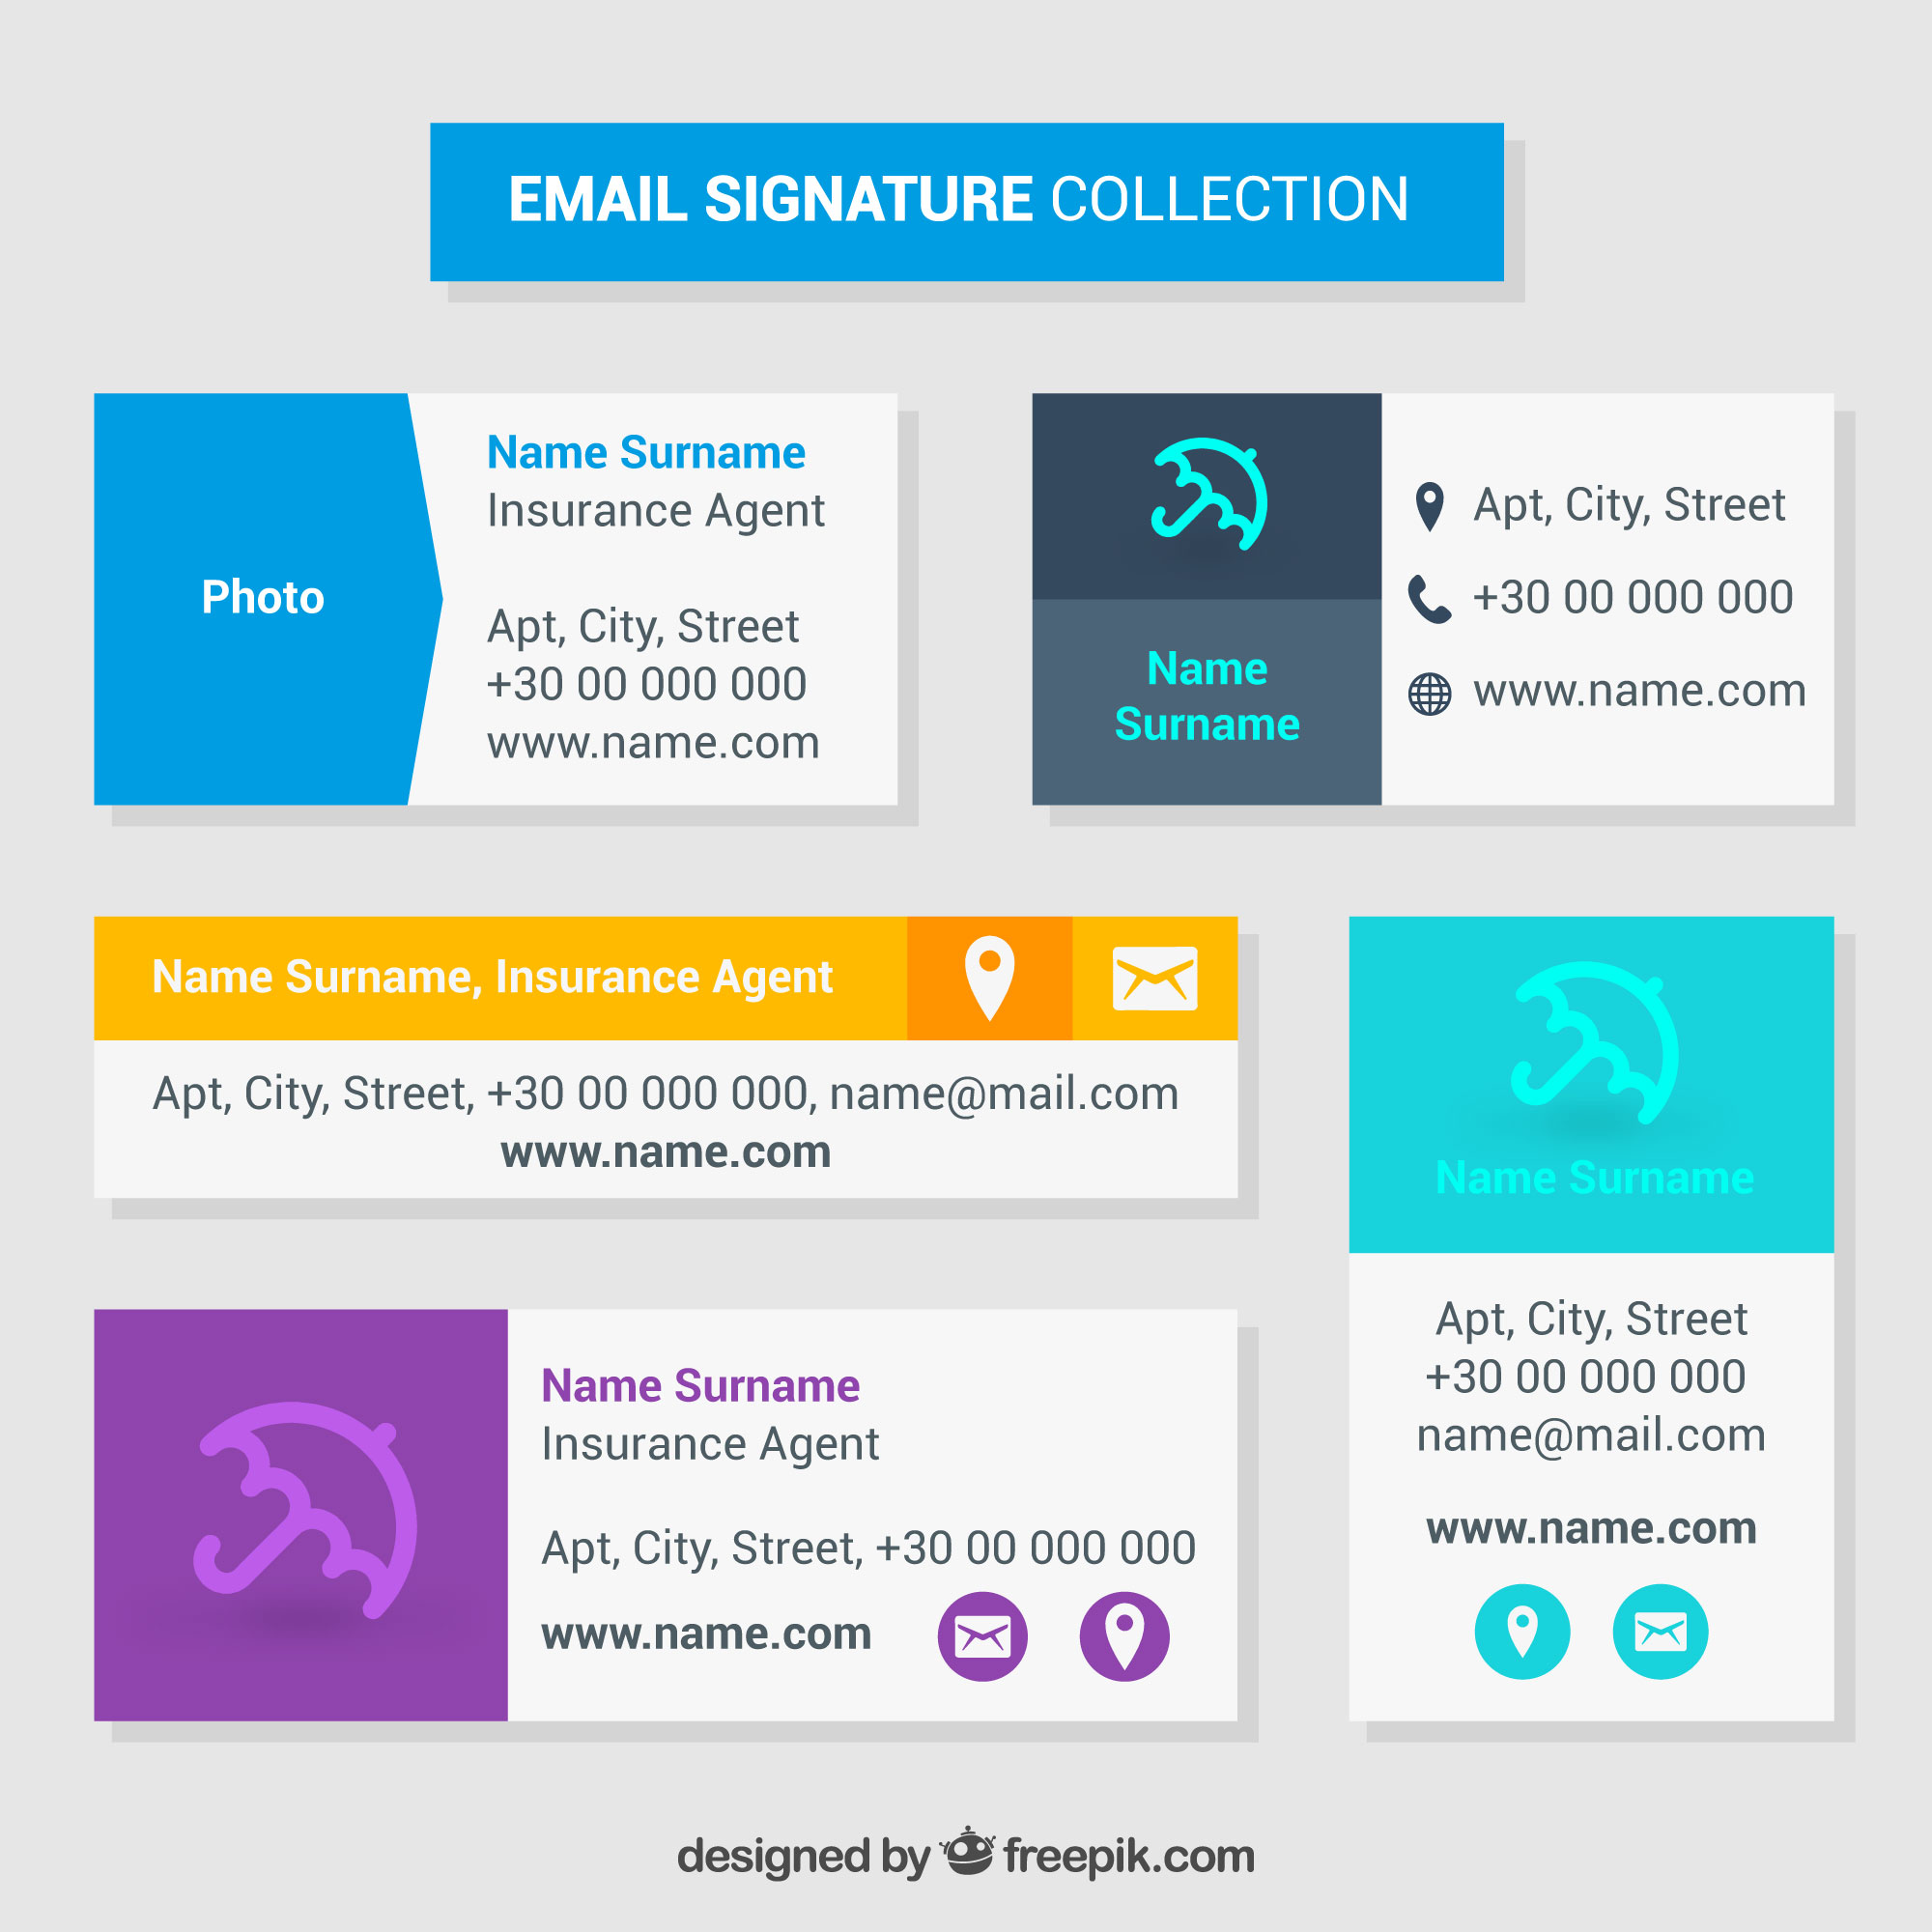 EMAIL SIGNATURE COLLECTION
Photo
Name Surname
Insurance Agent
Apt, City, Street
+30 00 000 000
www.name.com
Name
Surname
Apt, City, Street
+30 00 000 000
www.name.com
Name Surname, Insurance Agent
Apt, City, Street, +30 00 000 000, name@mail.com
www.name.com
Name Surname
Apt, City, Street
+30 00 000 000
name@mail.com
www.name.com
Name Surname
Insurance Agent
Apt, City, Street, +30 00 000 000
www.name.com
designed by freepik.com